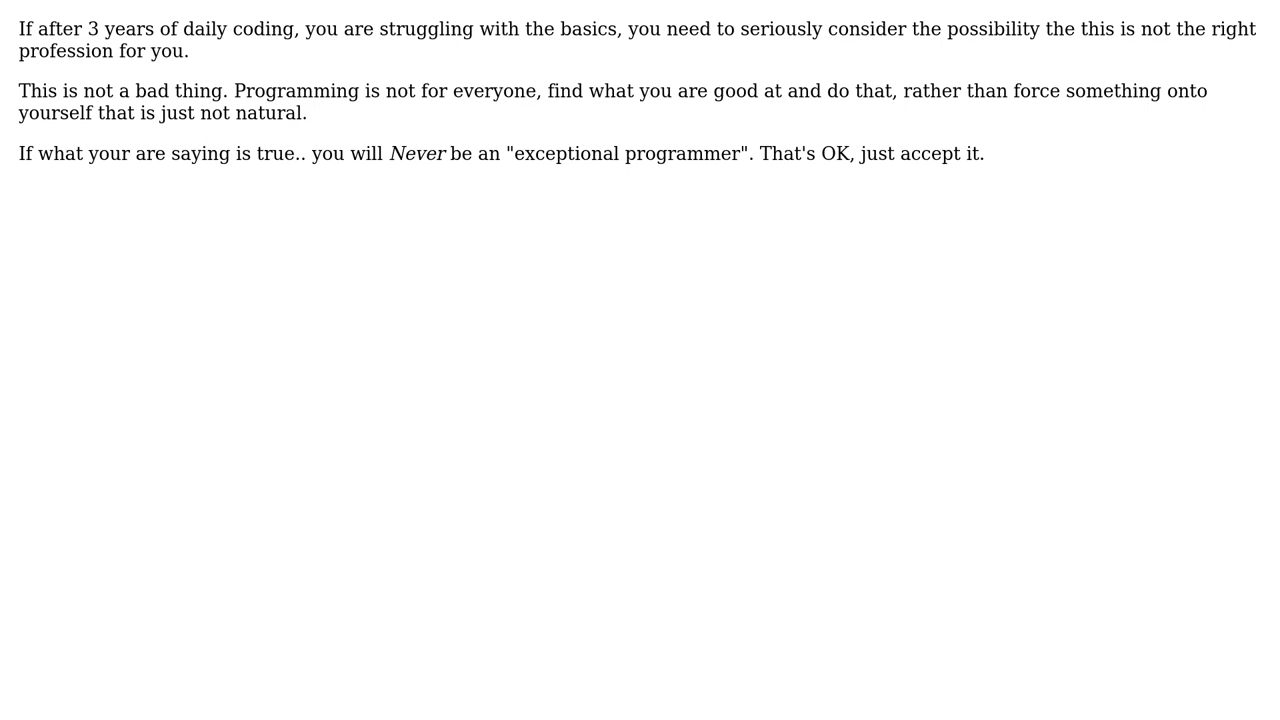 If after 3 years of daily coding, you are struggling with the basics, you need to seriously consider the possibility the this is not the right
profession for you.
This is not a bad thing. Programming is not for everyone, find what you are good at and do that, rather than force something onto
yourself that is just not natural.
If what your are saying is true.. you will Never be an "exceptional programmer". That's OK, just accept it.